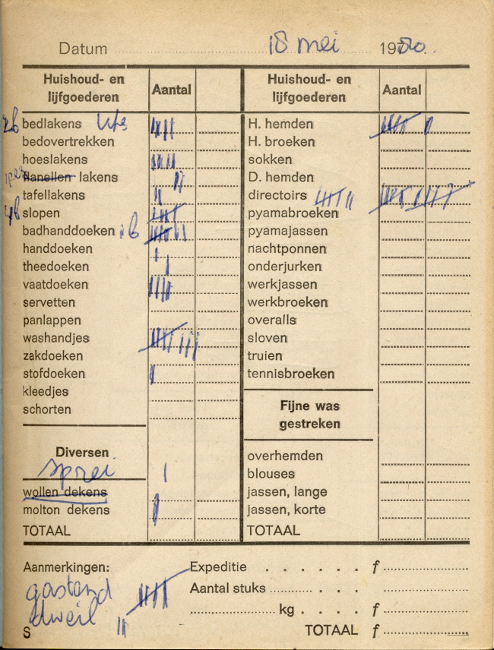 Datum 18 mei 1980.
Huishoud- en lijfgoederen
Aantal
bedlakens
bedovertrekken
hoeslakens
flanellen lakens
tafellakens
slopen
badhanddoeken
handdoeken
theedoeken
vaatdoeken
servetten
panlappen
washandjes
zakdoeken
stofdoeken
kleedjes
schorten
Diversen
sprei
wollen dekens
molton dekens
TOTAAL
Huishoud- en lijfgoederen
Aantal
H. hemden
H. broeken
sokken
D. hemden
directoirs
pyamabroeken
pyamajassen
nachtponnen
onderjurken
werkjassen
werkbroeken
overalls
sloven
truien
tennisbroeken
Fijne was gestreken
overhemden
blouses
jassen, lange
jassen, korte
TOTAAL
Aanmerkingen:
dweil
S
Expeditie . . . . . . f
Aantal stuks
kg . . . . f
TOTAAL f